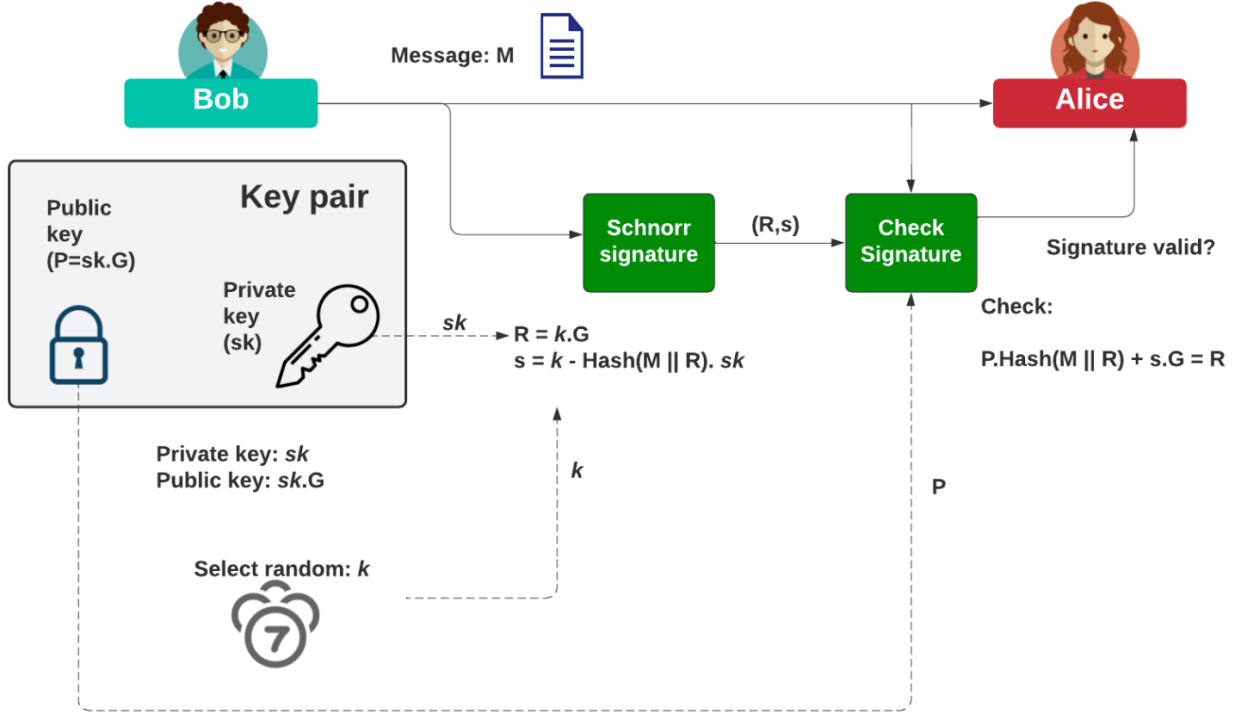 Message: M
Bob
Alice
Key pair
Public
key
(P=sk.G)
Private
key
(sk)
sk
Schnorr
signature
(R,s)
Check
Signature
Signature valid?
R = k.G
s = k - Hash(M || R). sk
Check:
P.Hash(M || R) + s.G = R
Private key: sk
Public key: sk.G
k
P
Select random: k
7